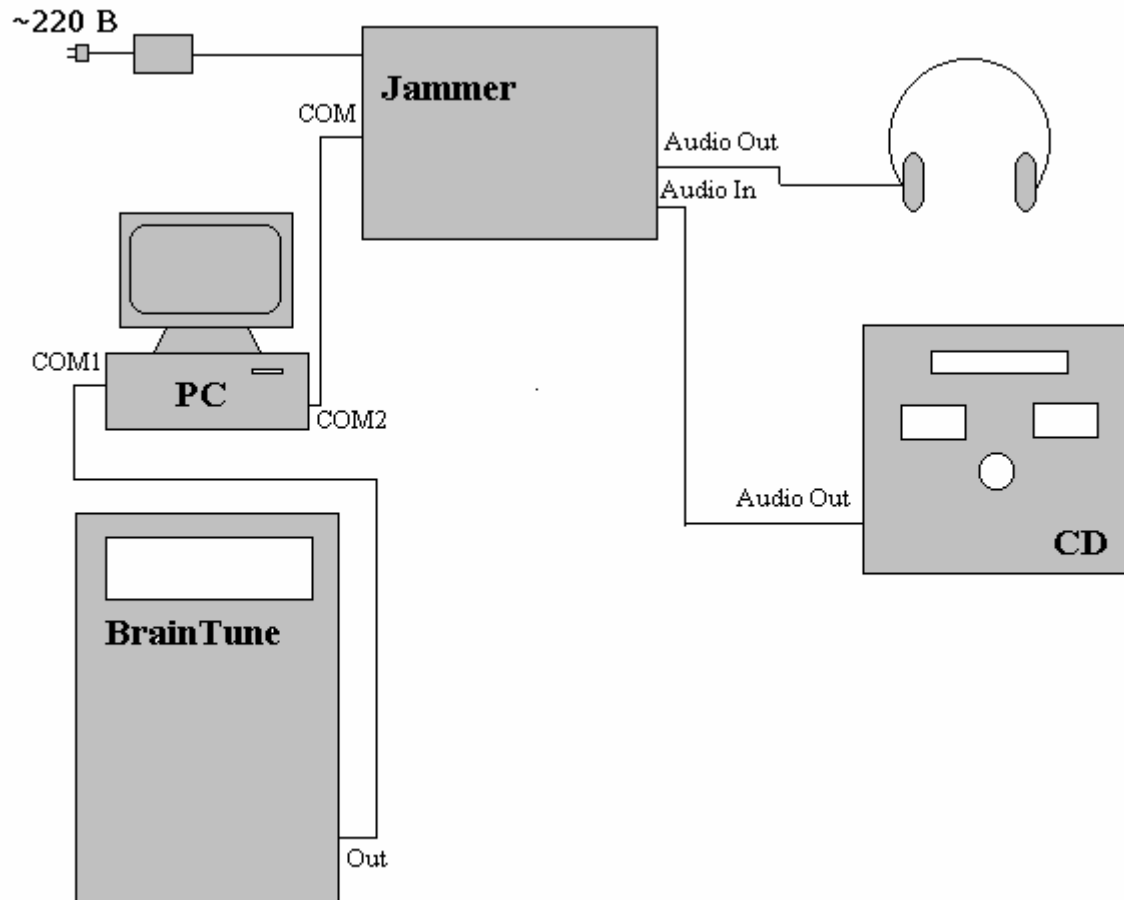 ~220 В
Jammer
COM
Audio Out
Audio In
COM1
PC
COM2
Audio Out
CD
BrainTune
Out